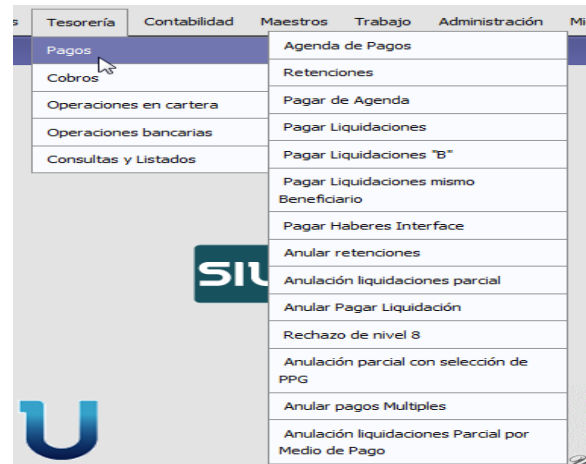 s Tesorería Contabilidad Maestros Trabajo Administración Mi
Pagos
Cobros
Operaciones en cartera
Operaciones bancarias
Consultas y Listados
Agenda de Pagos
Retenciones
Pagar de Agenda
Pagar Liquidaciones
Pagar Liquidaciones "B"
Pagar Liquidaciones mismo
Beneficiario
Pagar Haberes Interface
Anular retenciones
Anulación liquidaciones parcial
Anular Pagar Liquidación
Rechazo de nivel 8
Anulación parcial con selección de
PPG
Anular pagos Multiples
Anulación liquidaciones Parcial por
Medio de Pago
SIU
U